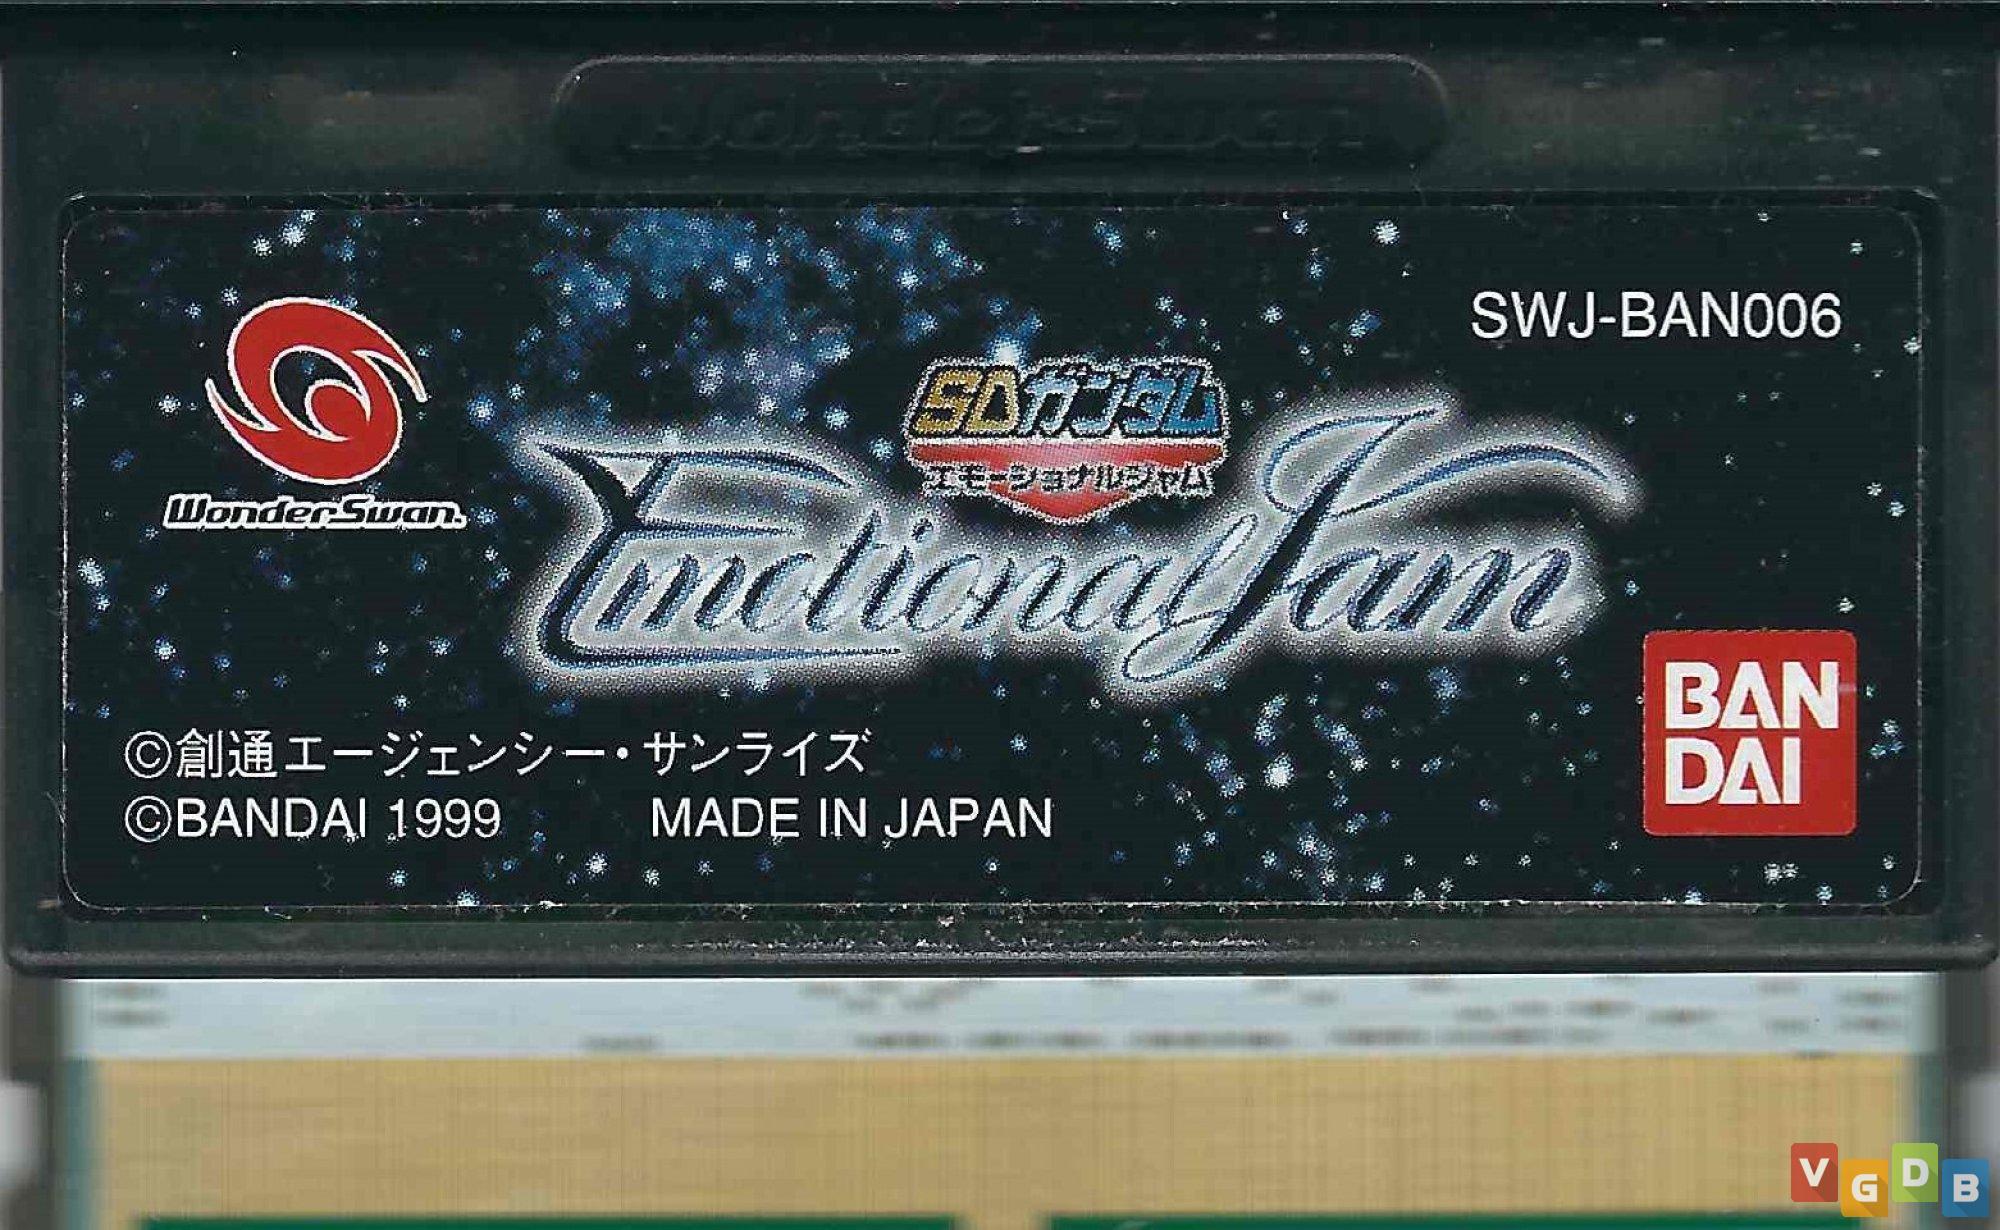 WonderSwan
SWJ-BAN006
WonderSwan.
SDガンダム
エモーショナルジャム
Emotional Jam
BAN
DAI
©創通エージェンシー・サンライズ
©BANDAI 1999 MADE IN JAPAN
VGDB